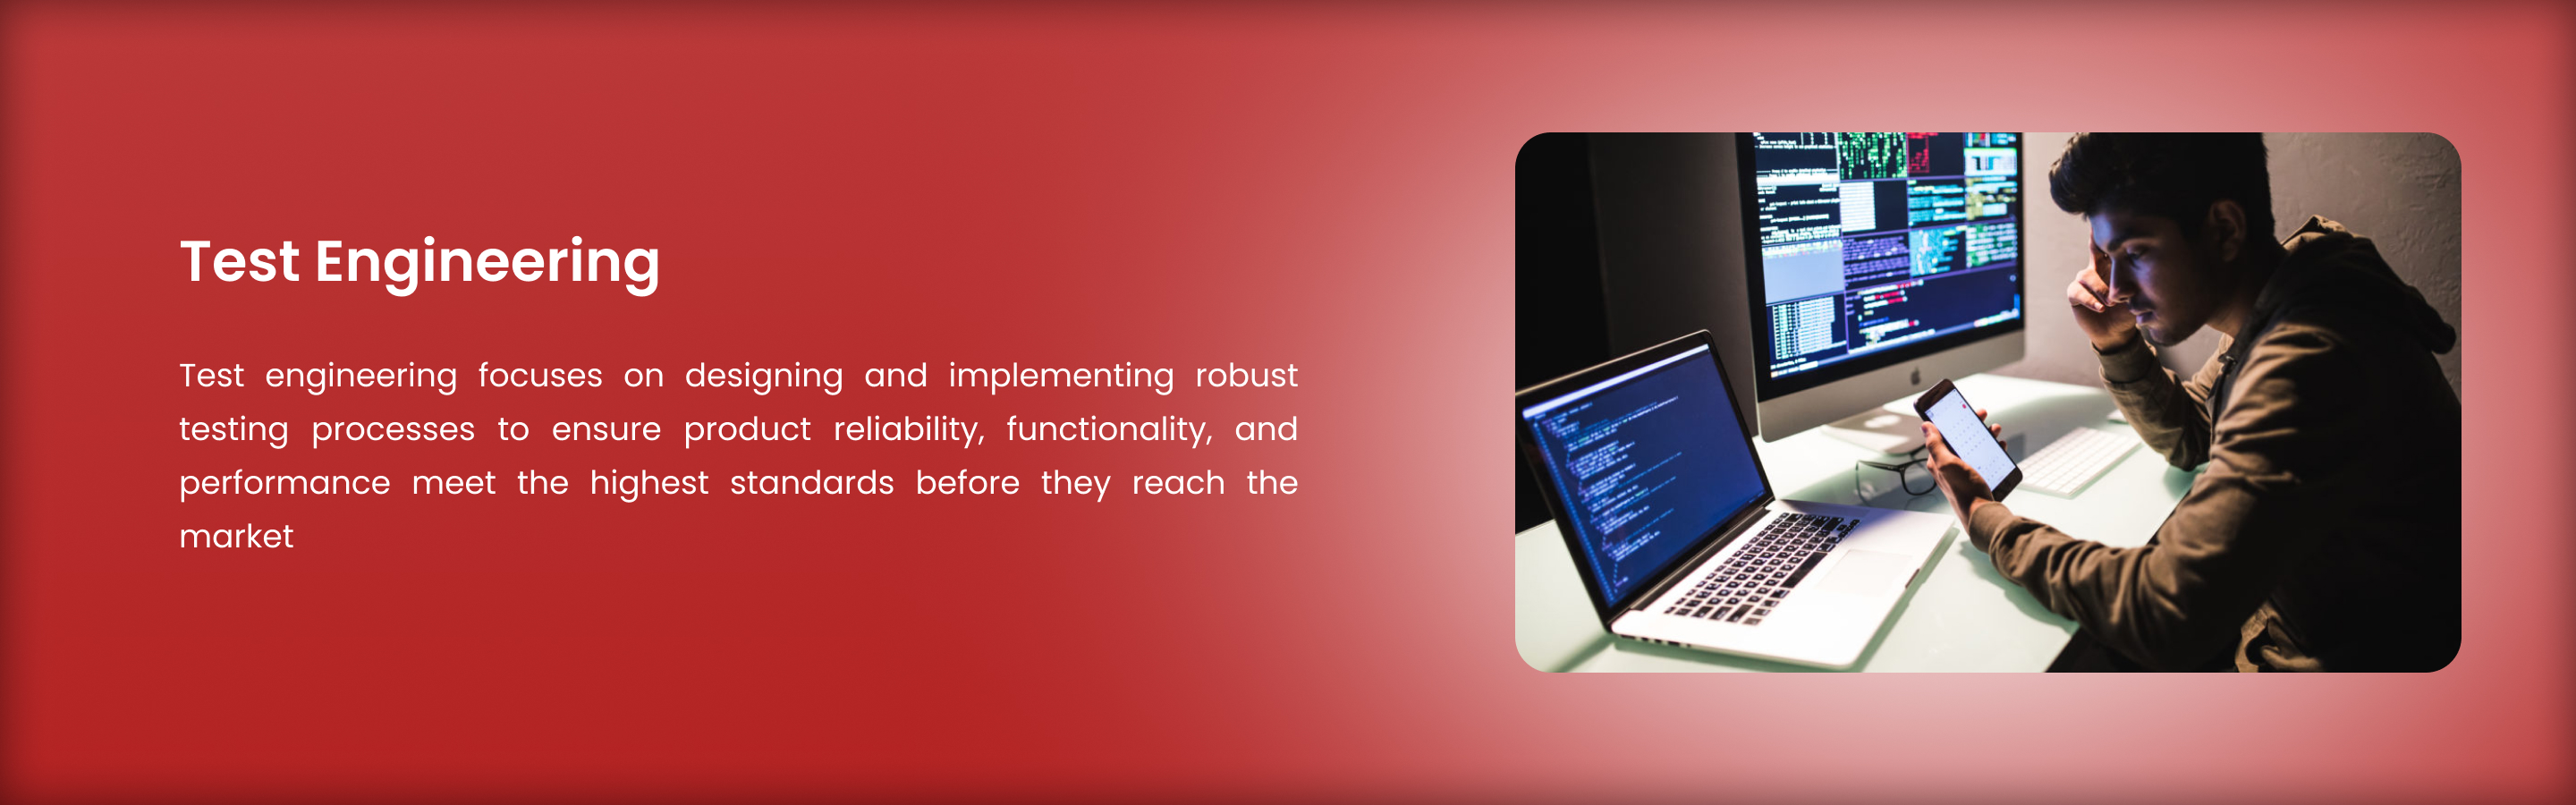 Test Engineering
Test engineering focuses on designing and implementing robust
testing processes to ensure product reliability, functionality, and
performance meet the highest standards before they reach the
market